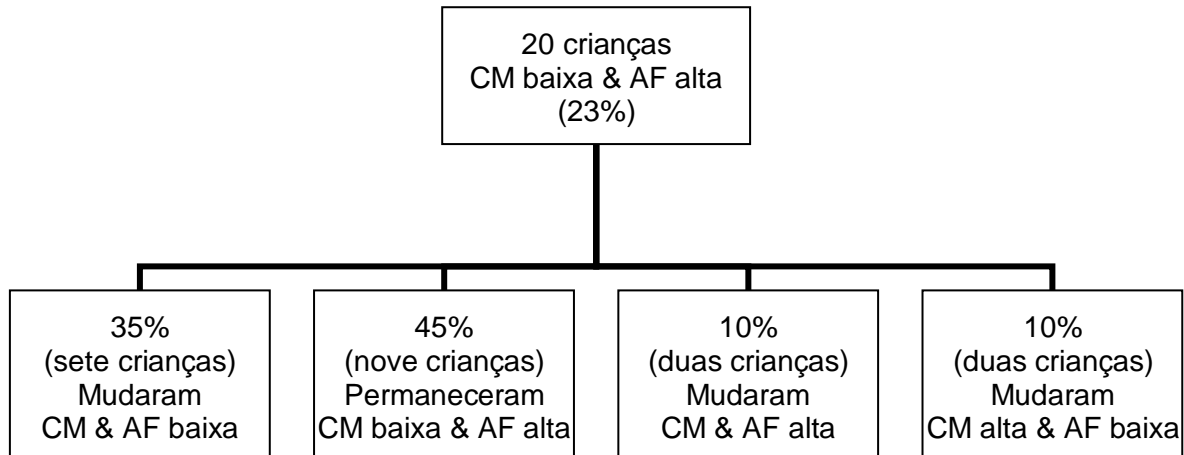 20 crianças
CM baixa & AF alta
(23%)
35%
(sete crianças)
Mudaram
CM & AF baixa
45%
(nove crianças)
Permaneceram
CM baixa & AF alta
10%
(duas crianças)
Mudaram
CM & AF alta
10%
(duas crianças)
Mudaram
CM alta & AF baixa